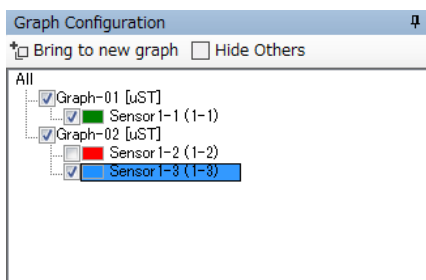 Graph Configuration
Bring to new graph Hide Others
All
Graph-01 [uST]
Sensor1-1 (1-1)
Graph-02 [uST]
Sensor1-2 (1-2)
Sensor1-3 (1-3)